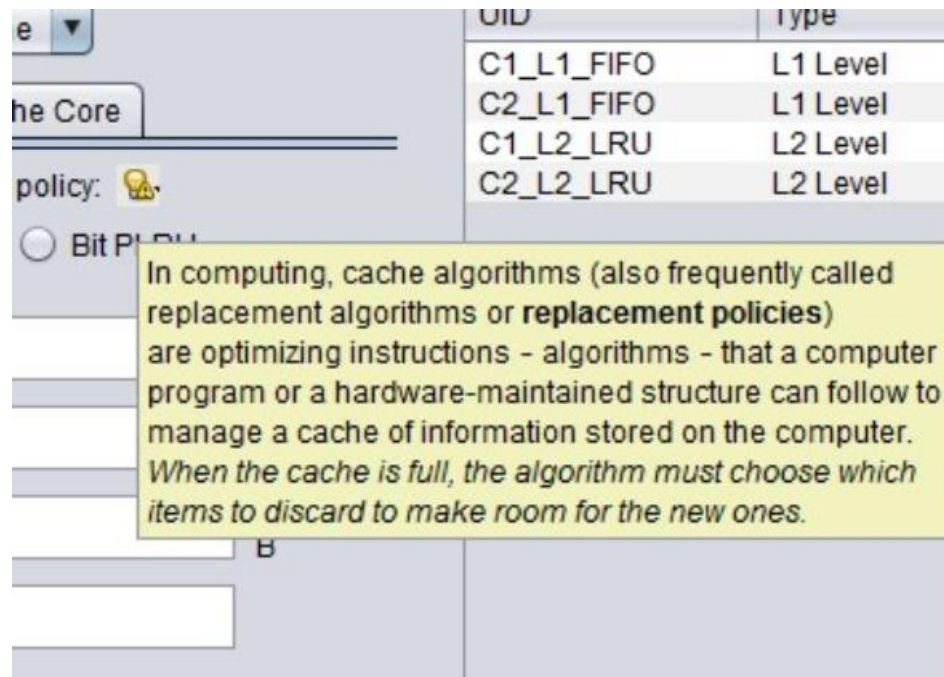 e
UID Type
C1_L1_FIFO L1 Level
C2_L1_FIFO L1 Level
C1_L2_LRU L2 Level
C2_L2_LRU L2 Level
he Core
policy:
Bit PLRU
In computing, cache algorithms (also frequently called
replacement algorithms or replacement policies)
are optimizing instructions - algorithms - that a computer
program or a hardware-maintained structure can follow to
manage a cache of information stored on the computer.
When the cache is full, the algorithm must choose which
items to discard to make room for the new ones.
B